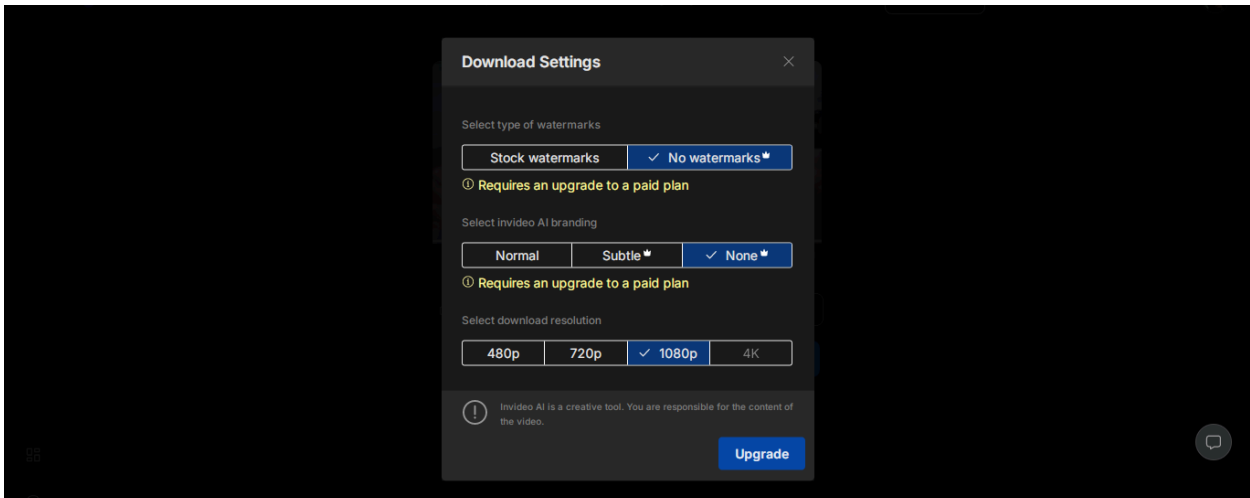 Download Settings
Select type of watermarks
Stock watermarks
No watermarks
Requires an upgrade to a paid plan
Select invideo AI branding
Normal
Subtle
None
Requires an upgrade to a paid plan
Select download resolution
480p
720p
1080p
4K
Invideo AI is a creative tool. You are responsible for the content of
the video.
Upgrade